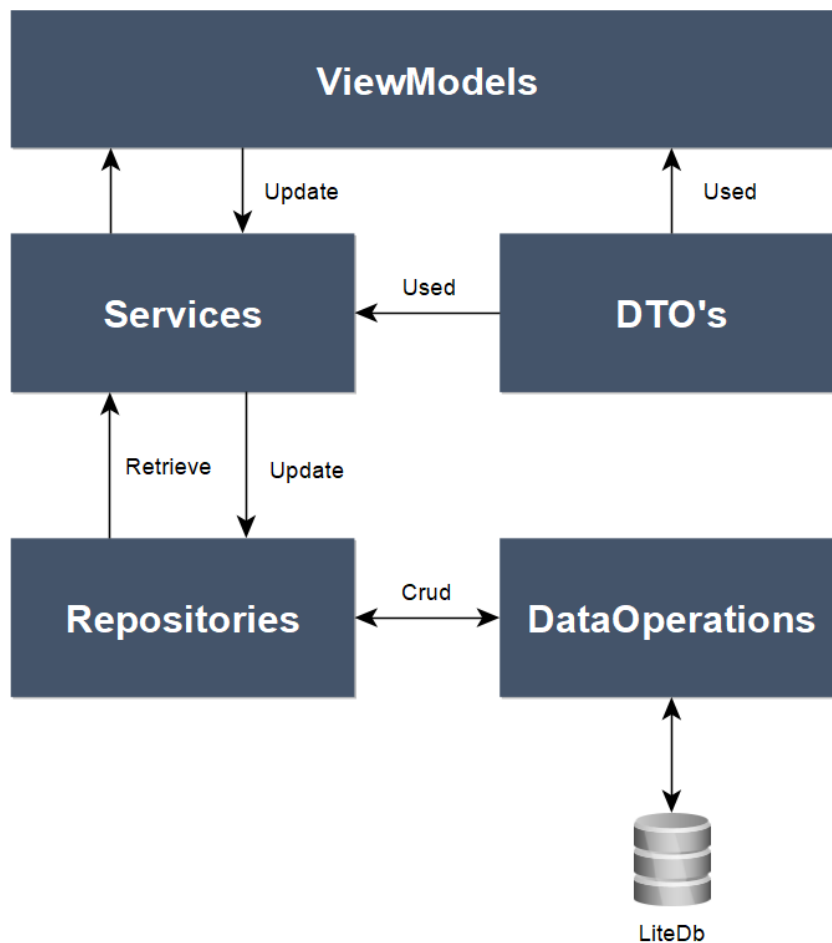 ViewModels
Update
Used
Services
Used
DTO's
Retrieve
Update
Repositories
Crud
DataOperations
LiteDb